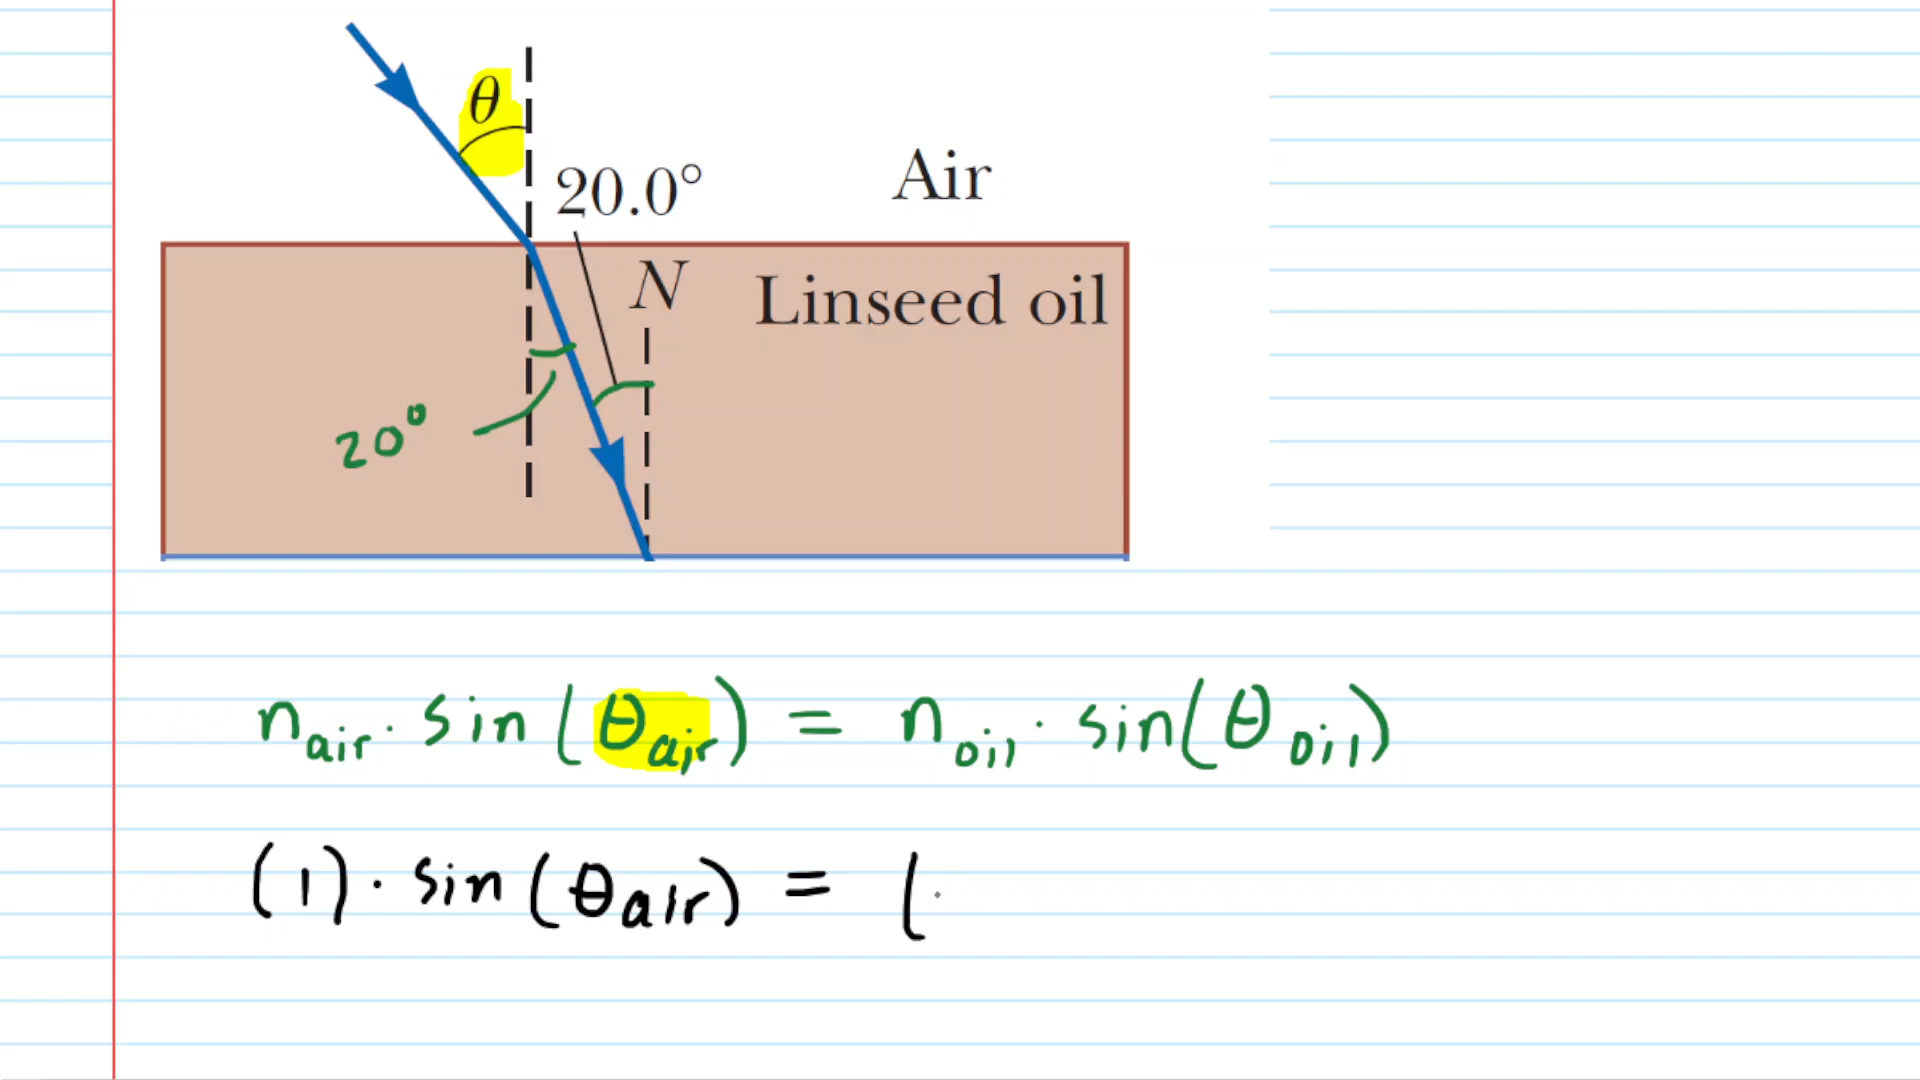 θ
20.0°
Air
N
Linseed oil
20°
n_air · sin(θ_air) = n_oil · sin(θ_oil)
(1) · sin(θ_air) = (